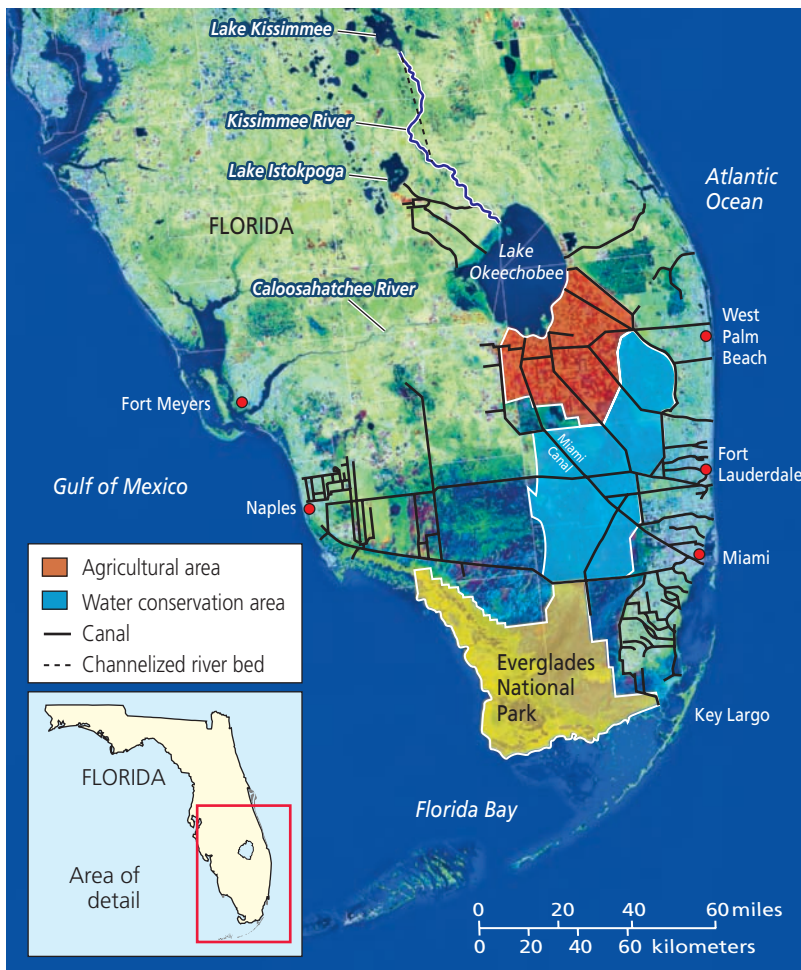 Lake Kissimmee
Kissimmee River
Lake Istokpoga
Atlantic
Ocean
FLORIDA
Lake
Okeechobee
Caloosahatchee River
West
Palm
Beach
Fort Meyers
Miami
Canal
Fort
Lauderdale
Gulf of Mexico
Naples
Miami
Agricultural area
Water conservation area
Canal
Channelized river bed
Everglades
National
Park
Key Largo
FLORIDA
Area of
detail
Florida Bay
0 20 40 60 miles
0 20 40 60 kilometers